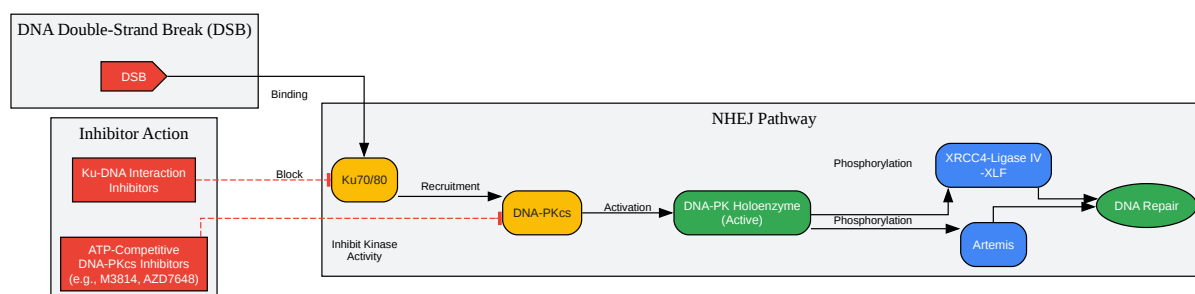 DNA Double-Strand Break (DSB)
DSB
Binding
Inhibitor Action
Ku-DNA Interaction
Inhibitors
Block
ATP-Competitive
DNA-PKcs Inhibitors
(e.g., M3814, AZD7648)
Inhibit Kinase
Activity
NHEJ Pathway
Ku70/80
Recruitment
DNA-PKcs
Activation
DNA-PK Holoenzyme
(Active)
Phosphorylation
XRCC4-Ligase IV
-XLF
Phosphorylation
Artemis
DNA Repair